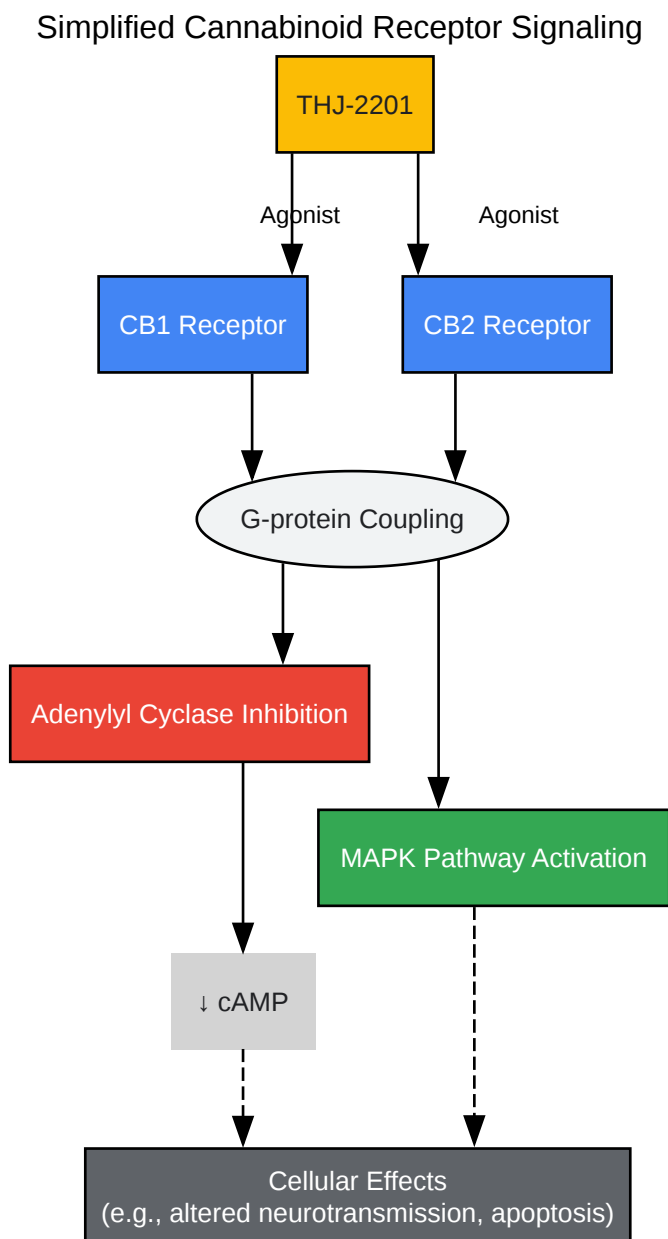 Simplified Cannabinoid Receptor Signaling
THJ-2201
Agonist
Agonist
CB1 Receptor
CB2 Receptor
G-protein Coupling
Adenylyl Cyclase Inhibition
MAPK Pathway Activation
↓ cAMP
Cellular Effects
(e.g., altered neurotransmission, apoptosis)